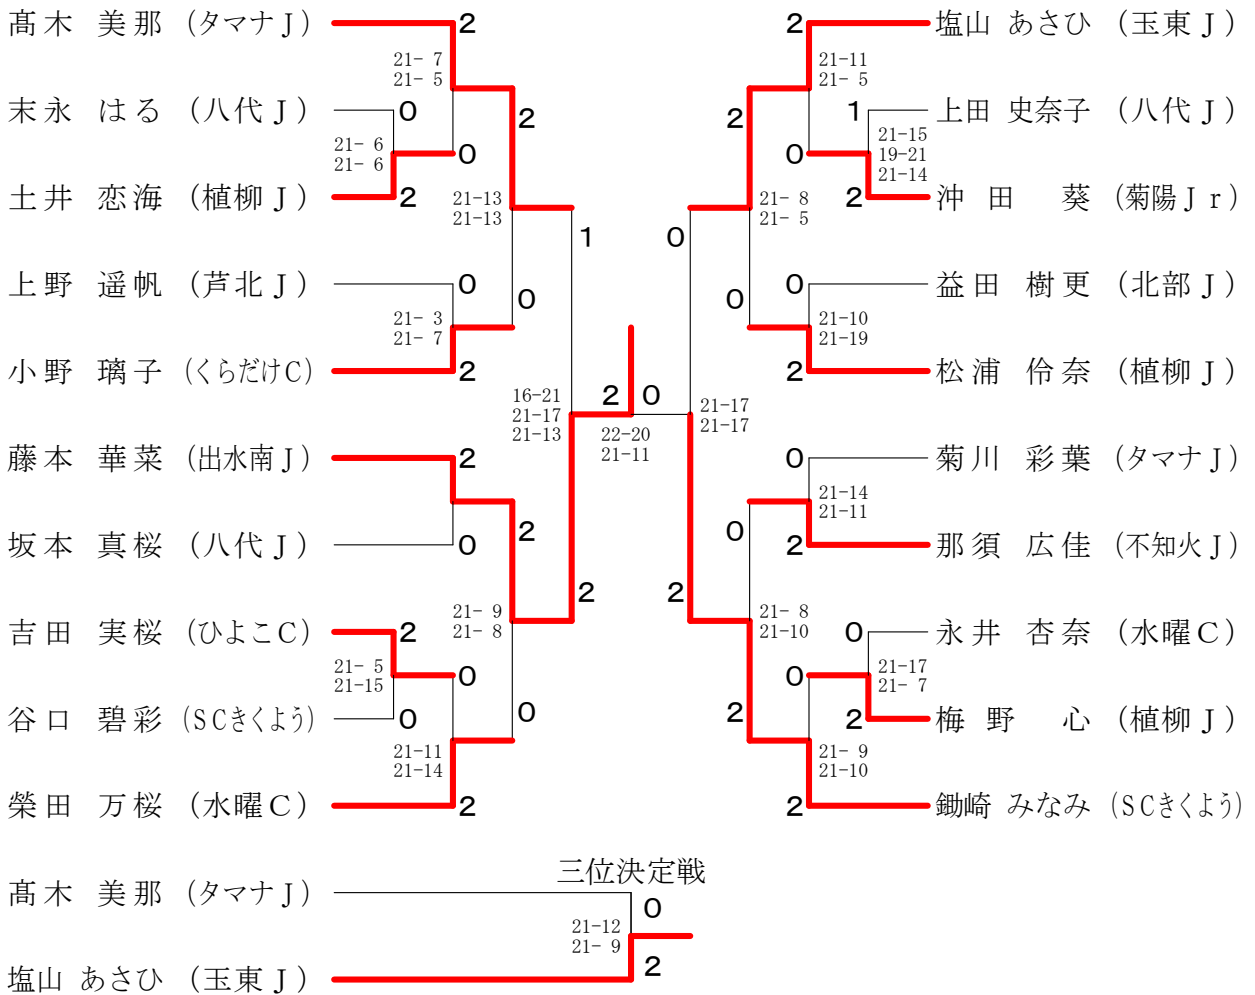 髙木 美那 (タマナJ) 2
21- 7
21- 5
末永 はる (八代J) 0
21- 6
21- 6
0
2
土井 恋海 (植柳J) 2
21-13
21-13
1
上野 遥帆 (芦北J) 0
0
21- 3
21- 7
小野 璃子 (くらだけC) 2
16-21
21-17
21-13
2 0
22-20
21-11
藤本 華菜 (出水南J) 2
2
坂本 真桜 (八代J) 0
2
21- 9
21- 8
吉田 実桜 (ひよこC) 2
21- 5
21-15
0
谷口 碧彩 (SCきくよう) 0
0
21-11
21-14
榮田 万桜 (水曜C) 2
2 塩山 あさひ (玉東J)
21-11
21- 5
2
1 上田 史奈子 (八代J)
21-15
19-21
21-14
0
2 沖田 葵 (菊陽Jr)
21- 8
21- 5
0
0 益田 樹更 (北部J)
0
21-10
21-19
2 松浦 伶奈 (植柳J)
21-17
21-17
0 菊川 彩葉 (タマナJ)
21-14
21-11
0
2 那須 広佳 (不知火J)
2
21- 8
21-10
0 永井 杏奈 (水曜C)
21-17
21- 7
0
2 梅野 心 (植柳J)
2
21- 9
21-10
2 鋤崎 みなみ (SCきくよう)
三位決定戦
髙木 美那 (タマナJ)
0
21-12
21- 9
2
塩山 あさひ (玉東J)